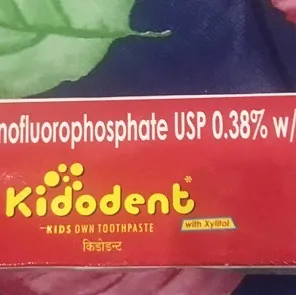 nofluorophosphate USP 0.38% w/
Kidodent*
KIDS OWN TOOTHPASTE
with Xylitol
किडोडेन्ट